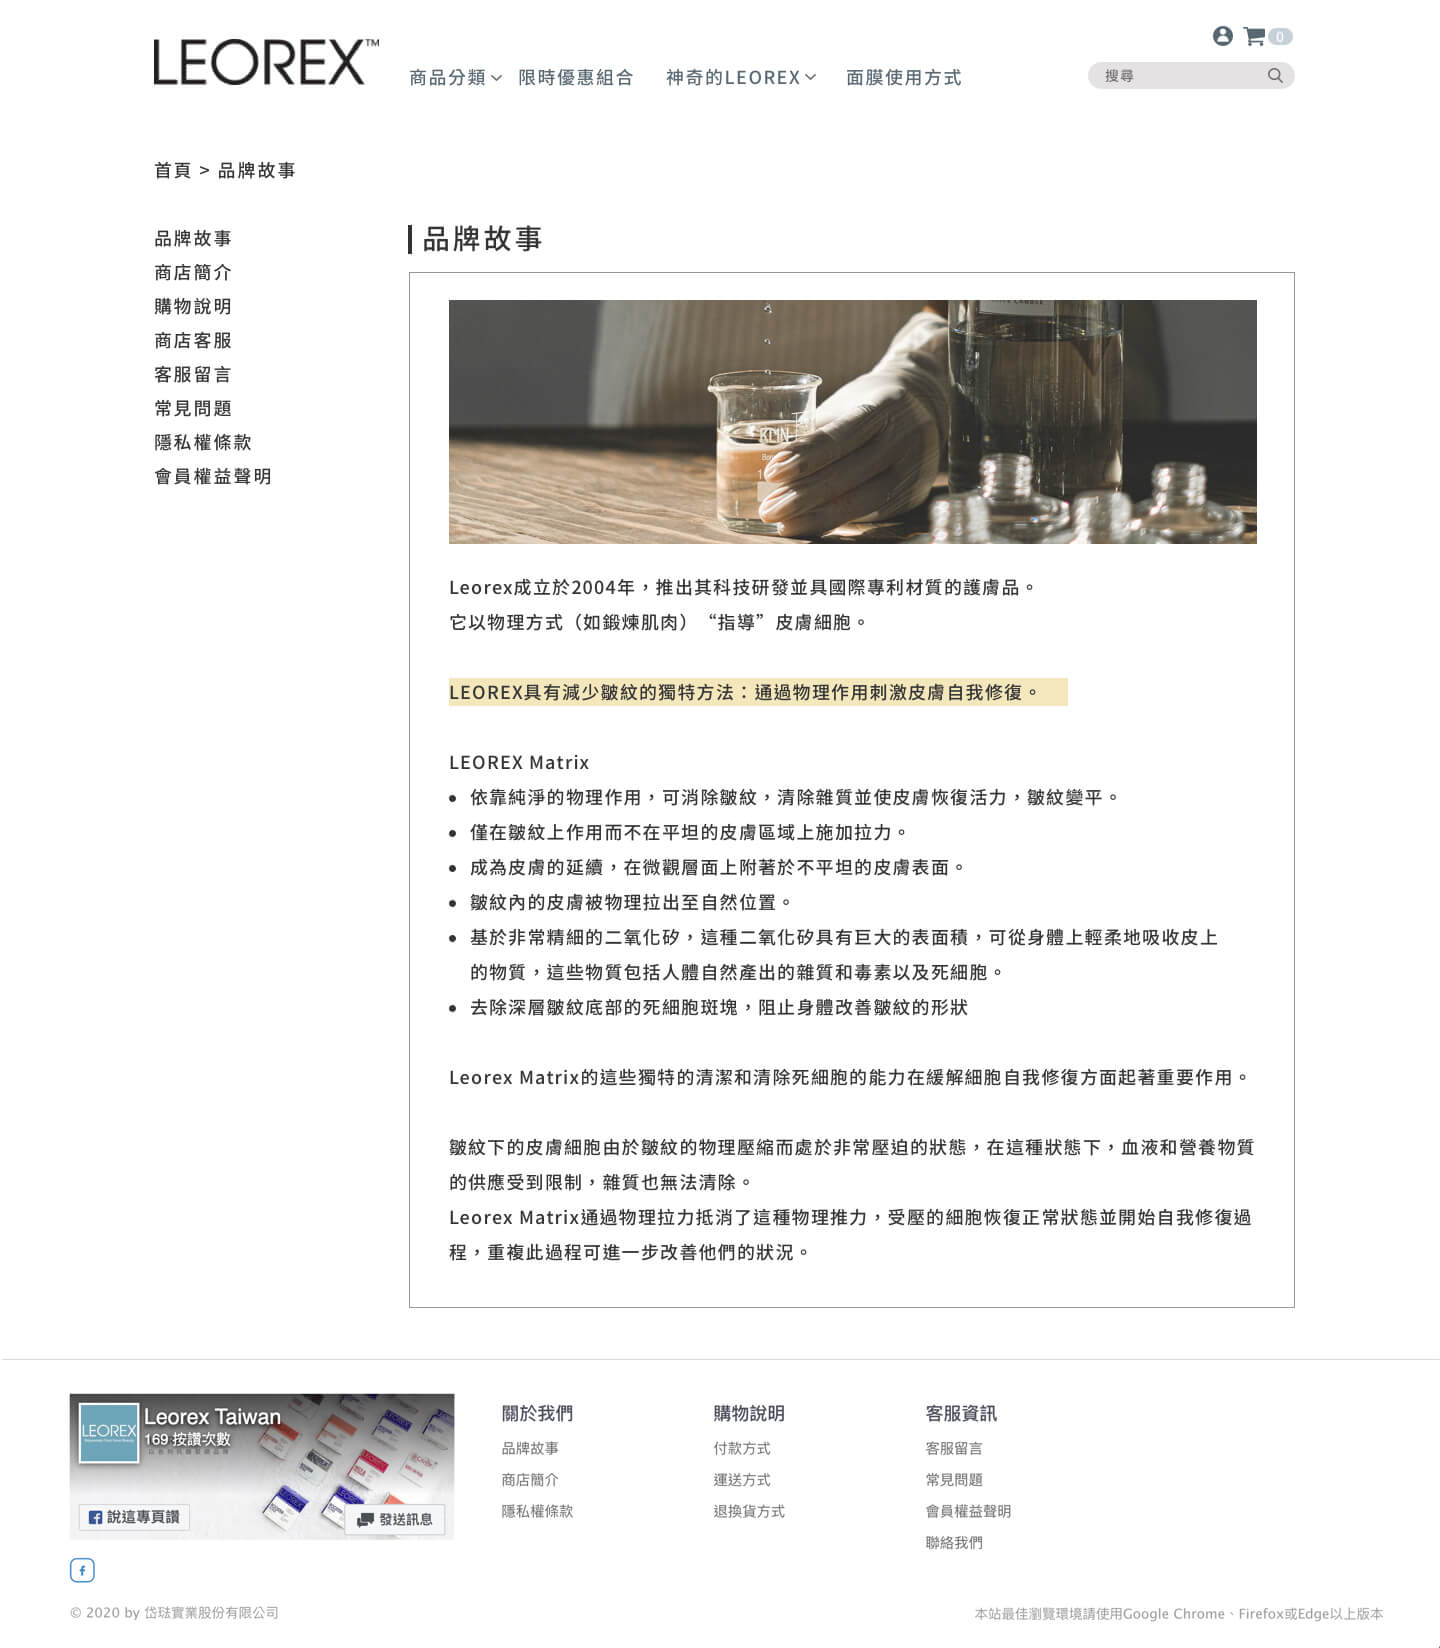 LEOREX™
商品分類
限時優惠組合
神奇的LEOREX
面膜使用方式
0
搜尋
首頁 > 品牌故事
品牌故事
商店簡介
購物說明
商店客服
客服留言
常見問題
隱私權條款
會員權益聲明
品牌故事
Leorex成立於2004年，推出其科技研發並具國際專利材質的護膚品。
它以物理方式（如鍛煉肌肉）“指導”皮膚細胞。
LEOREX具有減少皺紋的獨特方法：通過物理作用刺激皮膚自我修復。
LEOREX Matrix
• 依靠純淨的物理作用，可消除皺紋，清除雜質並使皮膚恢復活力，皺紋變平。
• 僅在皺紋上作用而不在平坦的皮膚區域上施加拉力。
• 成為皮膚的延續，在微觀層面上附著於不平坦的皮膚表面。
• 皺紋內的皮膚被物理拉出至自然位置。
• 基於非常精細的二氧化矽，這種二氧化矽具有巨大的表面積，可從身體上輕柔地吸收皮上
的物質，這些物質包括人體自然產出的雜質和毒素以及死細胞。
• 去除深層皺紋底部的死細胞斑塊，阻止身體改善皺紋的形狀
Leorex Matrix的這些獨特的清潔和清除死細胞的能力在緩解細胞自我修復方面起著重要作用。
皺紋下的皮膚細胞由於皺紋的物理壓縮而處於非常壓迫的狀態，在這種狀態下，血液和營養物質
的供應受到限制，雜質也無法清除。
Leorex Matrix通過物理拉力抵消了這種物理推力，受壓的細胞恢復正常狀態並開始自我修復過
程，重複此過程可進一步改善他們的狀況。
LEOREX
Leorex Taiwan
169 按讚次數
說這專頁讚
發送訊息
關於我們
品牌故事
商店簡介
隱私權條款
購物說明
付款方式
運送方式
退換貨方式
客服資訊
客服留言
常見問題
會員權益聲明
聯絡我們
© 2020 by 岱琺實業股份有限公司
本站最佳瀏覽環境請使用Google Chrome、Firefox或Edge以上版本